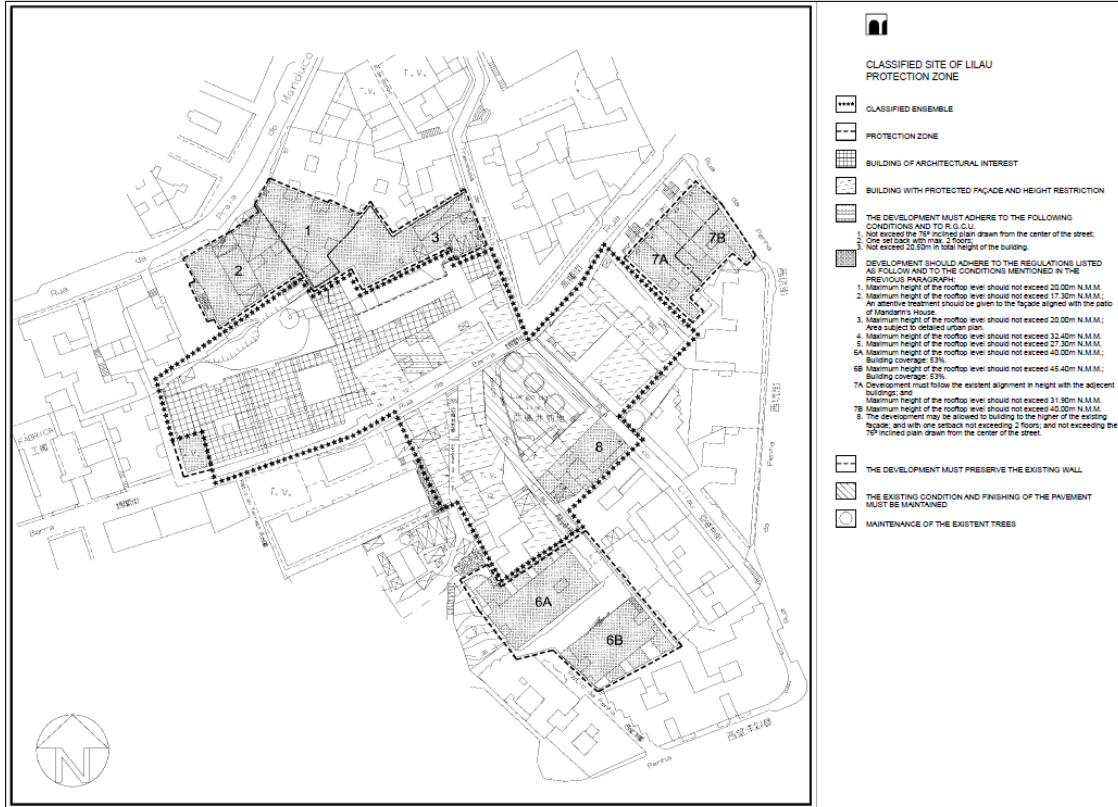 CLASSIFIED SITE OF LILAU
PROTECTION ZONE
CLASSIFIED ENSEMBLE
PROTECTION ZONE
BUILDING OF ARCHITECTURAL INTEREST
BUILDING WITH PROTECTED FAÇADE AND HEIGHT RESTRICTION
THE DEVELOPMENT MUST ADHERE TO THE FOLLOWING
CONDITIONS AND TO R.G.C.U.
1. Not exceed the 76º inclined plain drawn from the center of the street;
2. One set back with max. 2 floors;
3. Not exceed 20.50m in total height of the building.
DEVELOPMENT SHOULD ADHERE TO THE REGULATIONS LISTED
AS FOLLOW AND TO THE CONDITIONS MENTIONED IN THE
PREVIOUS PARAGRAPH:
1. Maximum height of the rooftop level should not exceed 20.00m N.M.M.
2. Maximum height of the rooftop level should not exceed 17.30m N.M.M.;
An attentive treatment should be given to the façade aligned with the patio
of Mandarin's House.
3. Maximum height of the rooftop level should not exceed 20.00m N.M.M.;
Area subject to detailed urban plan.
4. Maximum height of the rooftop level should not exceed 32.40m N.M.M.
5. Maximum height of the rooftop level should not exceed 27.30m N.M.M.
6A Maximum height of the rooftop level should not exceed 40.00m N.M.M.;
Building coverage: 53%.
6B Maximum height of the rooftop level should not exceed 45.40m N.M.M.;
Building coverage: 53%.
7A Development must follow the existent alignment in height with the adjecent
buildings; and
Maximum height of the rooftop level should not exceed 31.90m N.M.M.
7B Maximum height of the rooftop level should not exceed 40.00m N.M.M.
8. The development may be allowed to building to the higher of the existing
façade; and with one setback not exceeding 2 floors; and not exceeding the
76º inclined plain drawn from the center of the street.
THE DEVELOPMENT MUST PRESERVE THE EXISTING WALL
THE EXISTING CONDITION AND FINISHING OF THE PAVEMENT
MUST BE MAINTAINED
MAINTENANCE OF THE EXISTENT TREES
Rua da Praia do Manduco
T.V.
T.V.
Travessa da
1
2
3
7A
7B
8
6A
6B
Rua da Penha
Rua
Barra
da
Rua
FÁBRICA
工廠
T.V.
T.V.
Lilau
Penha
do
Patio da Penha
Penha
N